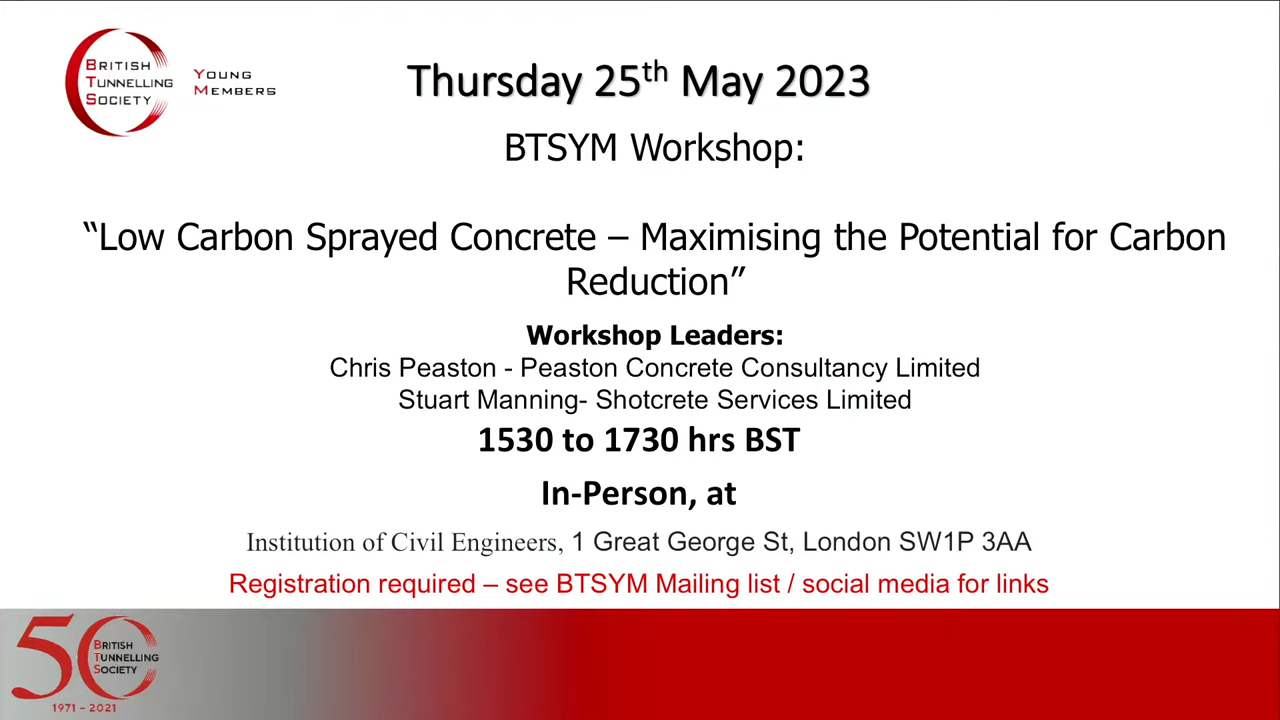 BRITISH
TUNNELLING
SOCIETY
YOUNG
MEMBERS
Thursday 25th May 2023
BTSYM Workshop:
“Low Carbon Sprayed Concrete – Maximising the Potential for Carbon
Reduction”
Workshop Leaders:
Chris Peaston - Peaston Concrete Consultancy Limited
Stuart Manning- Shotcrete Services Limited
1530 to 1730 hrs BST
In-Person, at
Institution of Civil Engineers, 1 Great George St, London SW1P 3AA
Registration required – see BTSYM Mailing list / social media for links
50
BRITISH
TUNNELLING
SOCIETY
1971 – 2021